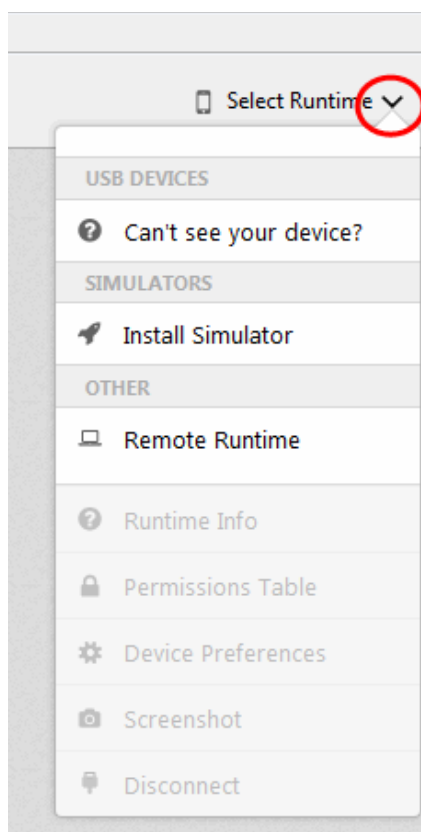 Select Runtime
USB DEVICES
Can't see your device?
SIMULATORS
Install Simulator
OTHER
Remote Runtime
Runtime Info
Permissions Table
Device Preferences
Screenshot
Disconnect